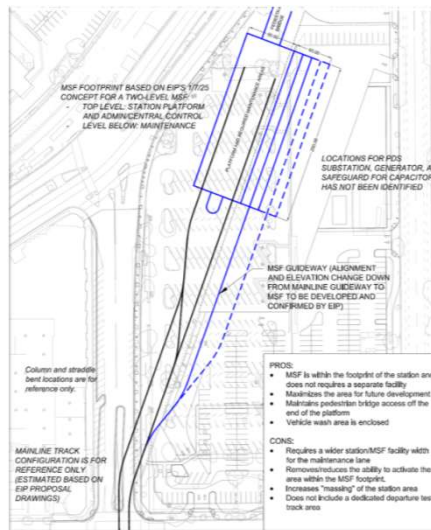 PEDESTRIAN
BRIDGE
MSF FOOTPRINT BASED ON EIP'S 1/7/25
CONCEPT FOR A TWO-LEVEL MSF:
- TOP LEVEL: STATION PLATFORM
AND ADMIN/CENTRAL CONTROL
- LEVEL BELOW: MAINTENANCE
LOCATIONS FOR PDS
SUBSTATION, GENERATOR, A
SAFEGUARD FOR CAPACITOR
HAS NOT BEEN IDENTIFIED
MSF GUIDEWAY (ALIGNMENT
AND ELEVATION CHANGE DOWN
FROM MAINLINE GUIDEWAY TO
MSF TO BE DEVELOPED AND
CONFIRMED BY EIP)
Column and straddle
bent locations are for
reference only.
MAINLINE TRACK
CONFIGURATION IS FOR
REFERENCE ONLY
(ESTIMATED BASED ON
EIP PROPOSAL
DRAWINGS)
PROS:
• MSF is within the footprint of the station and
does not requires a separate facility
• Maximizes the area for future development
• Maintains pedestrian bridge access off the
end of the platform
• Vehicle wash area is enclosed
CONS:
• Requires a wider station/MSF facility width
for the maintenance lane
• Removes/reduces the ability to activate the
area within the MSF footprint.
• Increases "massing" of the station area
• Does not include a dedicated departure test
track area